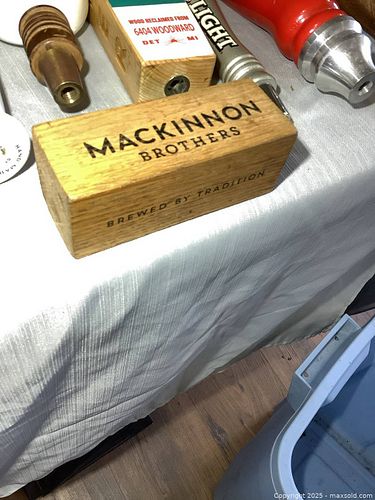 WOOD RECLAIMED FROM
6404 WOODWARD
DET MI
LIGHT
MACKINNON
BROTHERS
BREWED BY TRADITION
Copyright 2025 - maxsold.com